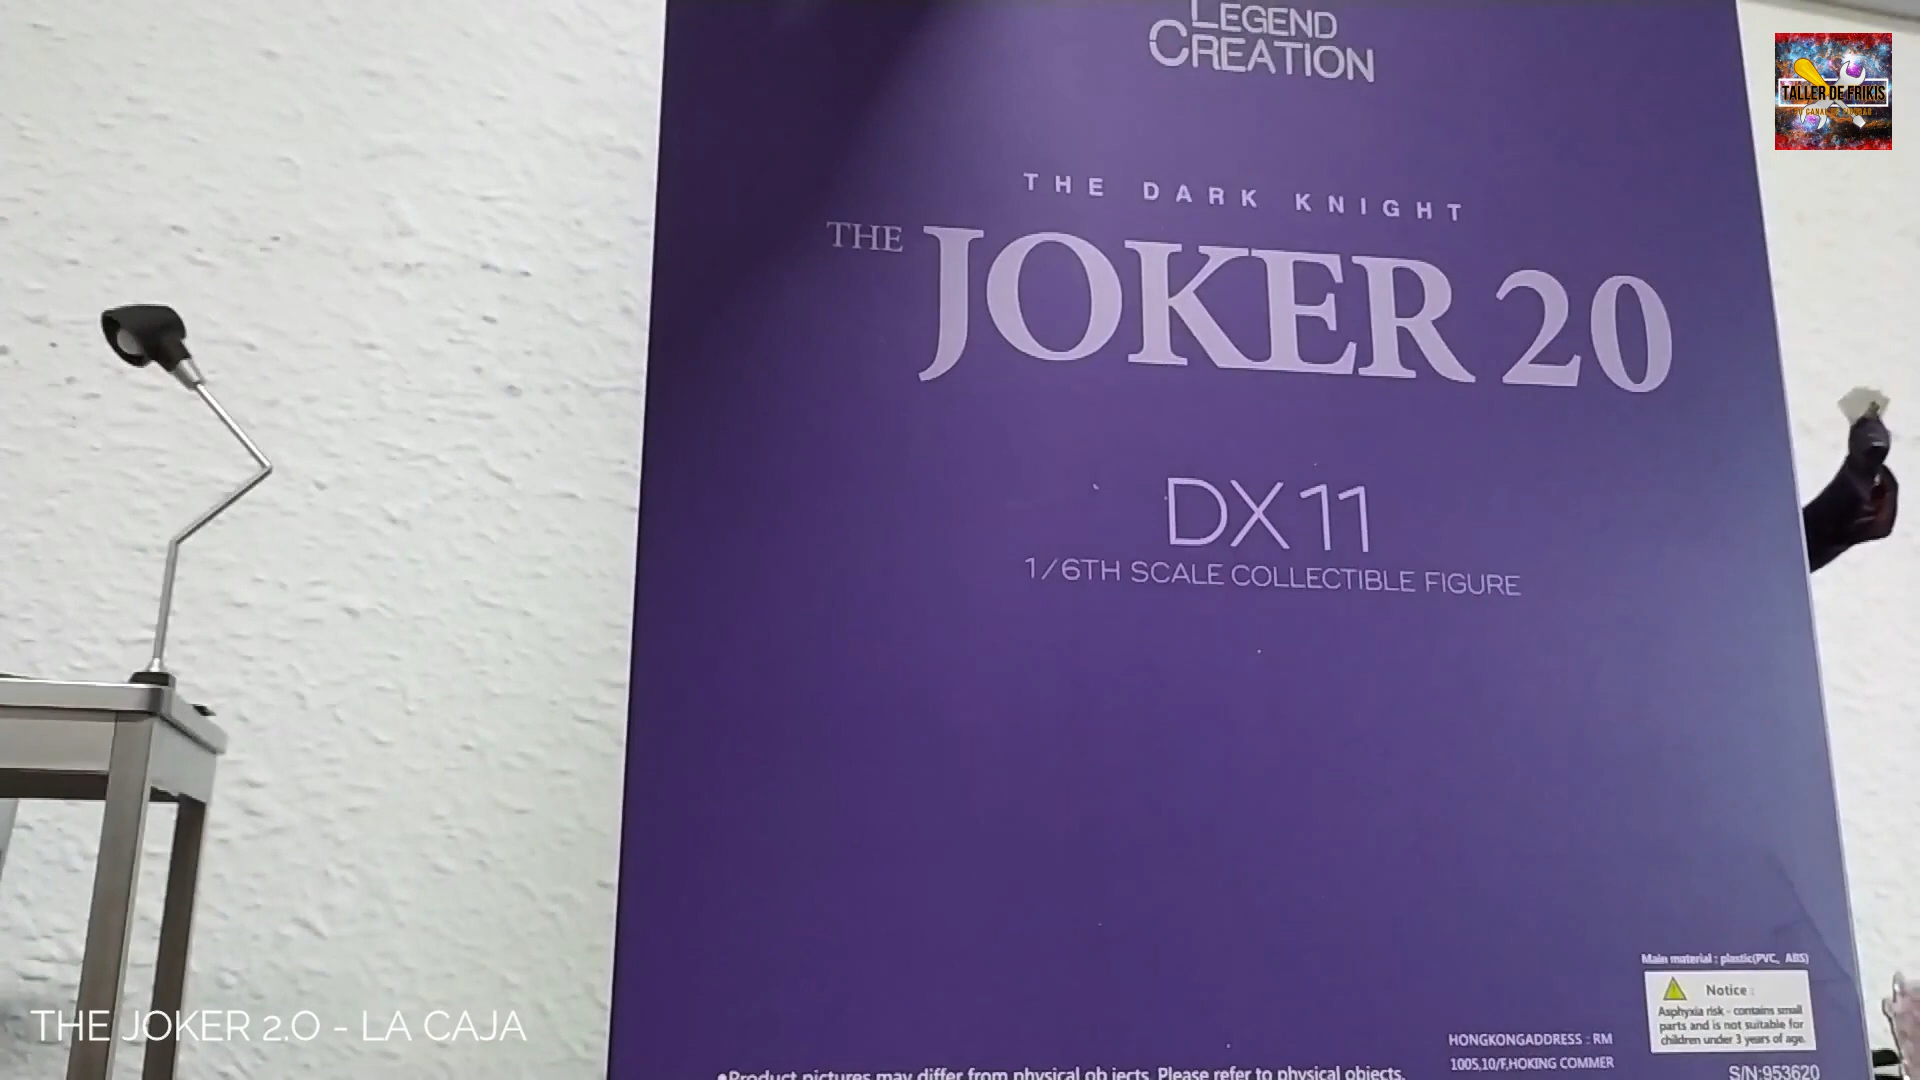 LEGEND
CREATION
TALLER DE FRIKIS
THE DARK KNIGHT
THE JOKER 20
DX11
1/6TH SCALE COLLECTIBLE FIGURE
Main material : plastic(PVC, ABS)
Notice :
Asphyxia risk - contains small
parts and is not suitable for
children under 3 years of age.
HONGKONGADDRESS : RM
1005,10/F,HOKING COMMER
S/N:953620
•Product pictures may differ from physical ob jects. Please refer to physical objects.
THE JOKER 2.0 - LA CAJA